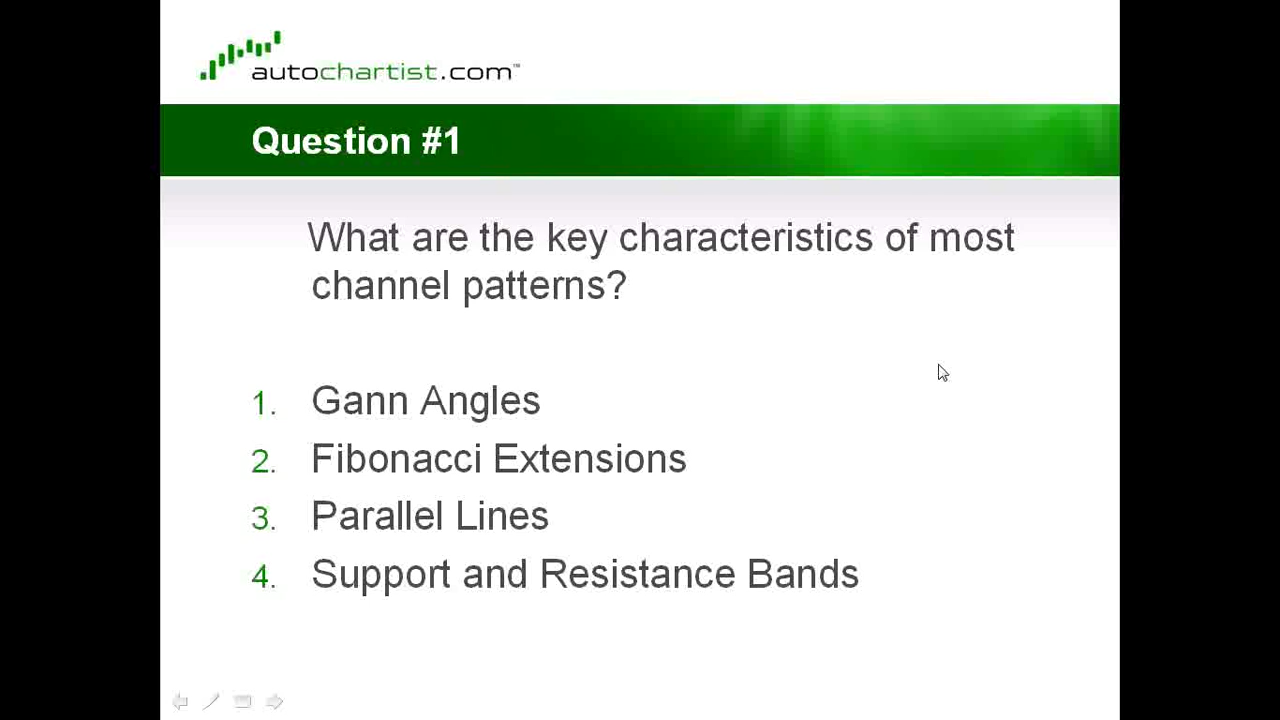 autochartist.com™
Question #1
What are the key characteristics of most
channel patterns?
1. Gann Angles
2. Fibonacci Extensions
3. Parallel Lines
4. Support and Resistance Bands